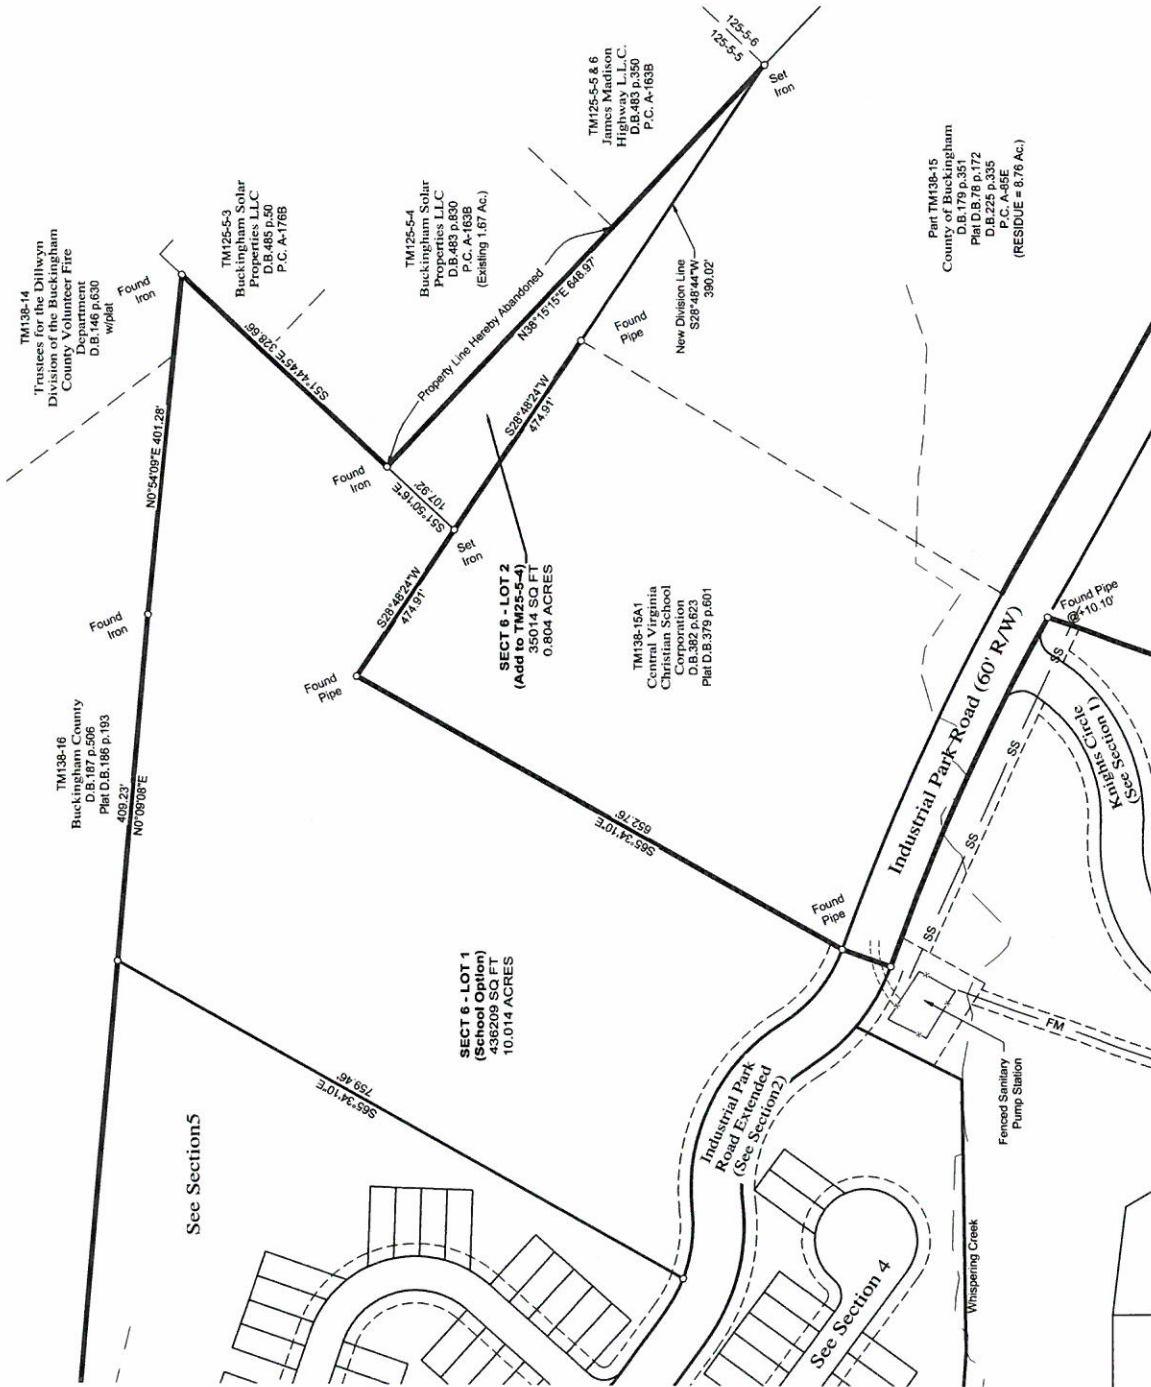 TM138-14
Trustees for the Dillwyn
Division of the Buckingham
County Volunteer Fire
Department
D.B.146 p.630
w/plat
Found
Iron
TM125-5-3
Buckingham Solar
Properties LLC
D.B.485 p.50
P.C. A-176B
TM125-5-4
Buckingham Solar
Properties LLC
D.B.483 p.830
P.C. A-163B
(Existing 1.67 Ac.)
TM125-5-5 & 6
James Madison
Highway L.L.C.
D.B.483 p.350
P.C. A-163B
125-5-6
125-5-5
Set
Iron
N0°54'09"E 401.28'
S51°44'45"E 328.66'
Property Line Hereby Abandoned
N38°15'15"E 648.97'
Found
Iron
S51°50'16"E
107.92'
S28°48'24"W
474.91'
Found
Pipe
New Division Line
S28°48'44"W
390.02'
Part TM138-15
County of Buckingham
D.B.179 p.351
Plat D.B.78 p.172
D.B.225 p.335
P.C. A-85E
(RESIDUE = 8.76 Ac.)
Found
Iron
TM138-16
Buckingham County
D.B.187 p.506
Plat D.B.186 p.193
409.23'
N0°09'08"E
Found
Pipe
S28°48'24"W
474.91'
Set
Iron
SECT 6 - LOT 2
(Add to TM25-5-4)
35014 SQ FT
0.804 ACRES
TM138-15A1
Central Virginia
Christian School
Corporation
D.B.382 p.623
Plat D.B.379 p.601
S65°34'10"E
652.76'
Found
Pipe
Industrial Park Road (60' R/W)
Found Pipe
@+10.10'
SS
SS
SS
SS
Knights Circle
(See Section 1)
SECT 6 - LOT 1
(School Option)
436209 SQ FT
10.014 ACRES
759.46'
S65°34'10"E
See Section5
Industrial Park
Road Extended
(See Section2)
FM
Fenced Sanitary
Pump Station
See Section 4
Whispering Creek